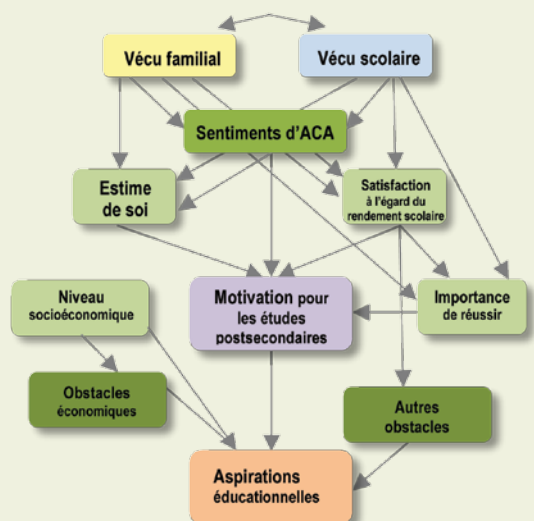 Vécu familial
Vécu scolaire
Sentiments d'ACA
Estime
de soi
Satisfaction
à l'égard du
rendement scolaire
Niveau
socioéconomique
Motivation pour
les études
postsecondaires
Importance
de réussir
Obstacles
économiques
Autres
obstacles
Aspirations
éducationnelles